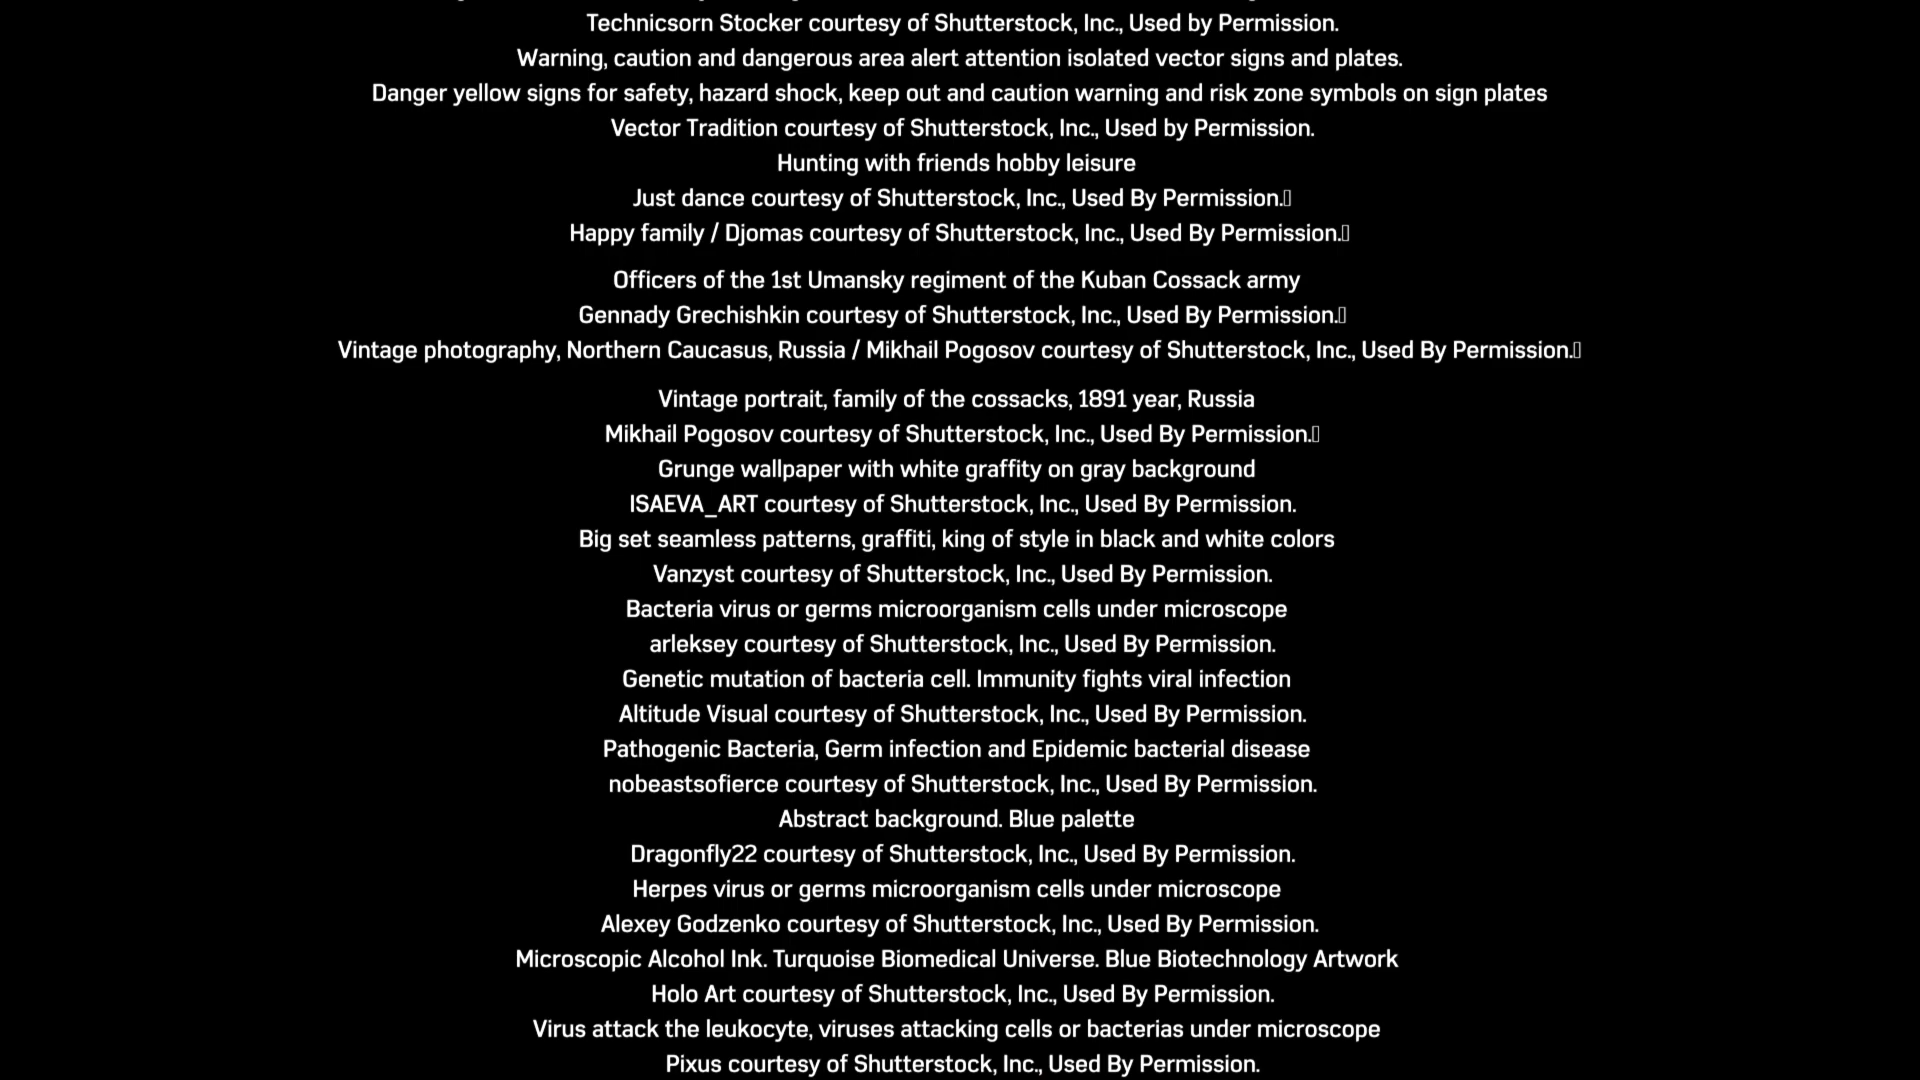 Technicsorn Stocker courtesy of Shutterstock, Inc., Used by Permission.
Warning, caution and dangerous area alert attention isolated vector signs and plates.
Danger yellow signs for safety, hazard shock, keep out and caution warning and risk zone symbols on sign plates
Vector Tradition courtesy of Shutterstock, Inc., Used by Permission.
Hunting with friends hobby leisure
Just dance courtesy of Shutterstock, Inc., Used By Permission.
Happy family / Djomas courtesy of Shutterstock, Inc., Used By Permission.
Officers of the 1st Umansky regiment of the Kuban Cossack army
Gennady Grechishkin courtesy of Shutterstock, Inc., Used By Permission.
Vintage photography, Northern Caucasus, Russia / Mikhail Pogosov courtesy of Shutterstock, Inc., Used By Permission.
Vintage portrait, family of the cossacks, 1891 year, Russia
Mikhail Pogosov courtesy of Shutterstock, Inc., Used By Permission.
Grunge wallpaper with white graffity on gray background
ISAEVA_ART courtesy of Shutterstock, Inc., Used By Permission.
Big set seamless patterns, graffiti, king of style in black and white colors
Vanzyst courtesy of Shutterstock, Inc., Used By Permission.
Bacteria virus or germs microorganism cells under microscope
arleksey courtesy of Shutterstock, Inc., Used By Permission.
Genetic mutation of bacteria cell. Immunity fights viral infection
Altitude Visual courtesy of Shutterstock, Inc., Used By Permission.
Pathogenic Bacteria, Germ infection and Epidemic bacterial disease
nobeastsofierce courtesy of Shutterstock, Inc., Used By Permission.
Abstract background. Blue palette
Dragonfly22 courtesy of Shutterstock, Inc., Used By Permission.
Herpes virus or germs microorganism cells under microscope
Alexey Godzenko courtesy of Shutterstock, Inc., Used By Permission.
Microscopic Alcohol Ink. Turquoise Biomedical Universe. Blue Biotechnology Artwork
Holo Art courtesy of Shutterstock, Inc., Used By Permission.
Virus attack the leukocyte, viruses attacking cells or bacterias under microscope
Pixus courtesy of Shutterstock, Inc., Used By Permission.